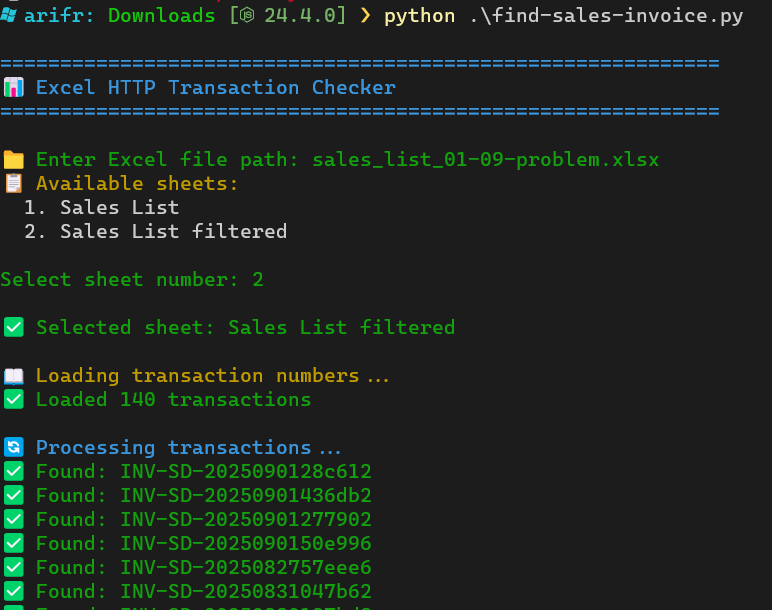 arifr: Downloads [24.4.0] ❯ python .\find-sales-invoice.py
============================================================
Excel HTTP Transaction Checker
============================================================
Enter Excel file path: sales_list_01-09-problem.xlsx
Available sheets:
1. Sales List
2. Sales List filtered
Select sheet number: 2
Selected sheet: Sales List filtered
Loading transaction numbers...
Loaded 140 transactions
Processing transactions...
Found: INV-SD-2025090128c612
Found: INV-SD-20250901436db2
Found: INV-SD-20250901277902
Found: INV-SD-2025090150e996
Found: INV-SD-2025082757eee6
Found: INV-SD-20250831047b62